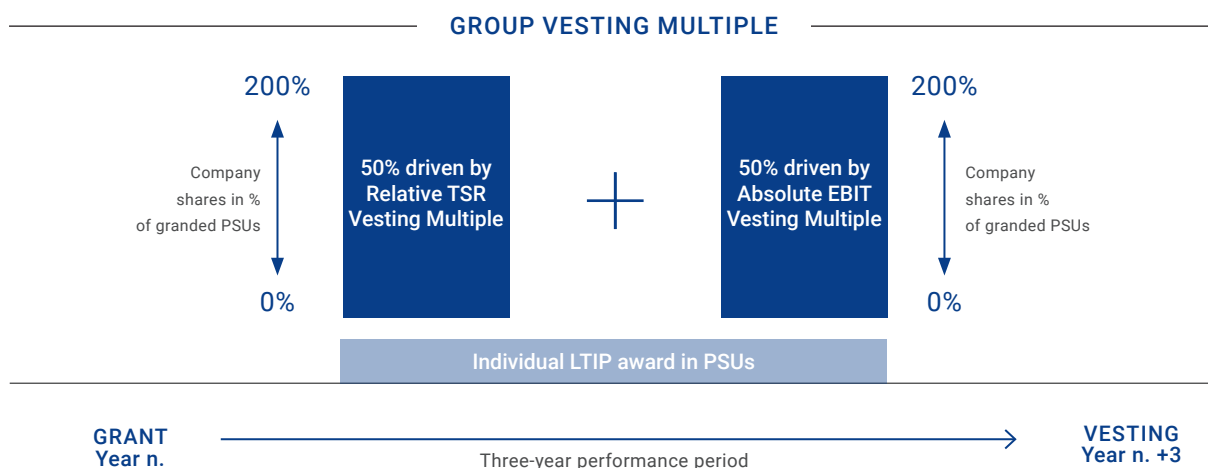 GROUP VESTING MULTIPLE
200%
Company
shares in %
of granded PSUs
0%
50% driven by
Relative TSR
Vesting Multiple
50% driven by
Absolute EBIT
Vesting Multiple
200%
Company
shares in %
of granded PSUs
0%
Individual LTIP award in PSUs
GRANT
Year n.
Three-year performance period
VESTING
Year n. +3